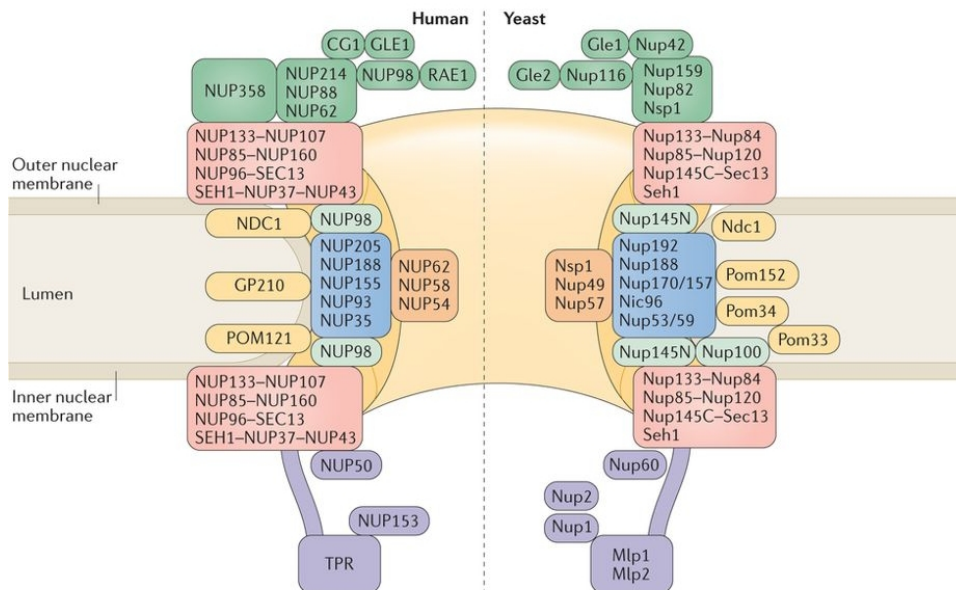 Human
Yeast
CG1
GLE1
NUP358
NUP214
NUP88
NUP62
NUP98
RAE1
Gle1
Nup42
Gle2
Nup116
Nup159
Nup82
Nsp1
NUP133–NUP107
NUP85–NUP160
NUP96–SEC13
SEH1–NUP37–NUP43
Nup133–Nup84
Nup85–Nup120
Nup145C–Sec13
Seh1
Outer nuclear
membrane
NDC1
NUP98
Nup145N
Ndc1
Lumen
GP210
NUP205
NUP188
NUP155
NUP93
NUP35
NUP62
NUP58
NUP54
Nsp1
Nup49
Nup57
Nup192
Nup188
Nup170/157
Nic96
Nup53/59
Pom152
Pom34
Pom33
POM121
NUP98
Nup145N
Nup100
Inner nuclear
membrane
NUP133–NUP107
NUP85–NUP160
NUP96–SEC13
SEH1–NUP37–NUP43
Nup133–Nup84
Nup85–Nup120
Nup145C–Sec13
Seh1
NUP50
NUP153
TPR
Nup60
Nup2
Nup1
Mlp1
Mlp2